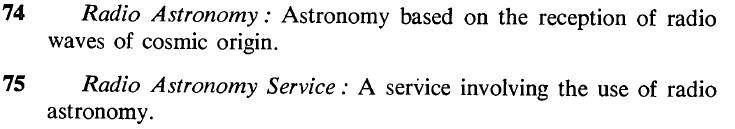 74 Radio Astronomy : Astronomy based on the reception of radio
waves of cosmic origin.
75 Radio Astronomy Service : A service involving the use of radio
astronomy.